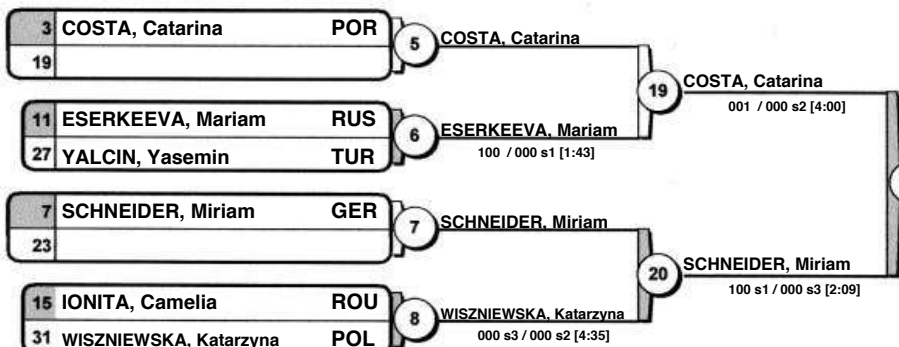 3 COSTA, Catarina POR
19
5
COSTA, Catarina
11 ESERKEEVA, Mariam RUS
27 YALCIN, Yasemin TUR
6
ESERKEEVA, Mariam
100 / 000 s1 [1:43]
19
COSTA, Catarina
001 / 000 s2 [4:00]
7 SCHNEIDER, Miriam GER
23
7
SCHNEIDER, Miriam
15 IONITA, Camelia ROU
31 WISZNIEWSKA, Katarzyna POL
8
WISZNIEWSKA, Katarzyna
000 s3 / 000 s2 [4:35]
20
SCHNEIDER, Miriam
100 s1 / 000 s3 [2:09]